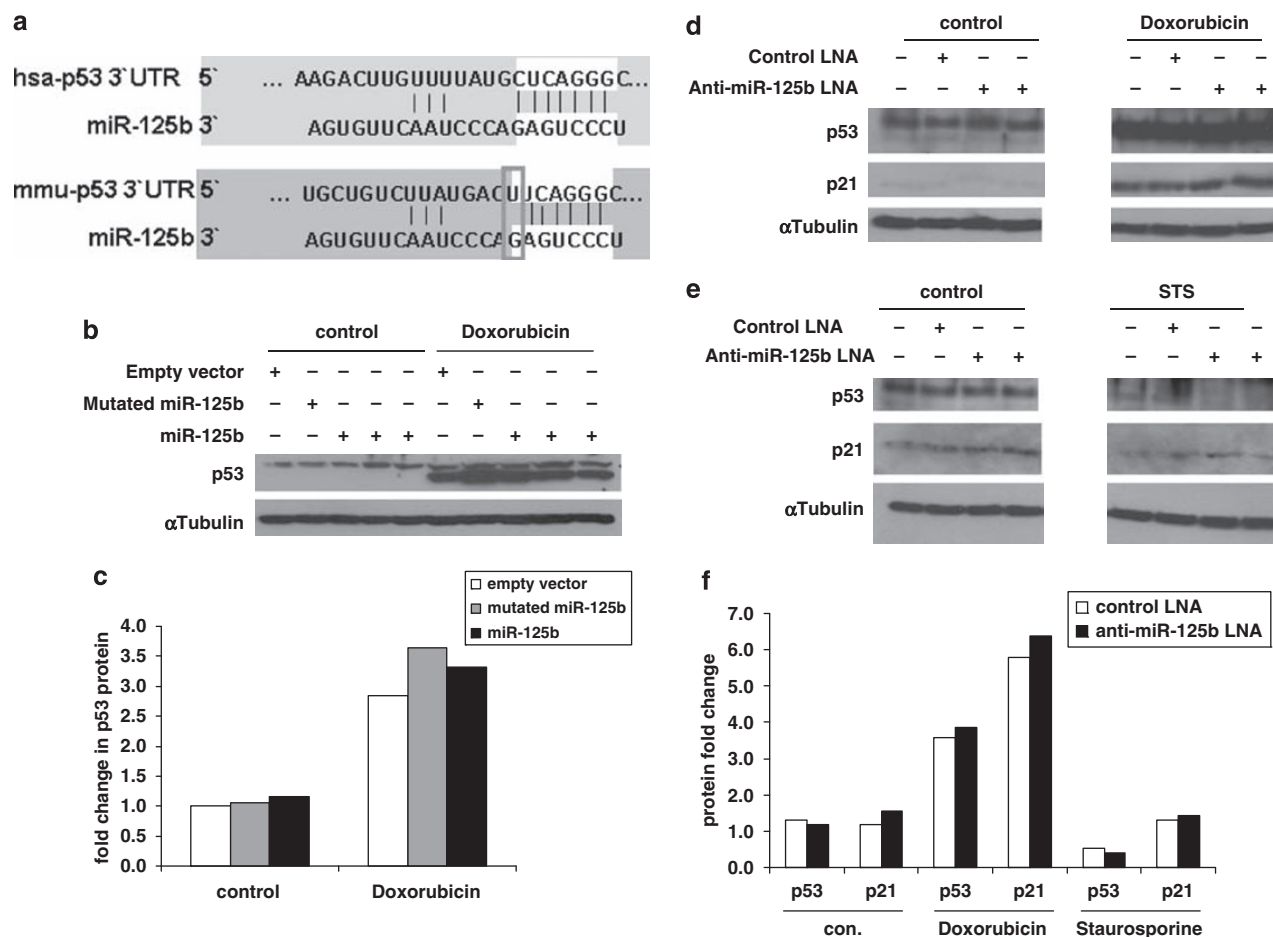 a
hsa-p53 3`UTR 5` ... AAGACUUGUUUUAUGCUCAGGGC...
miR-125b 3` AGUGUUCAAUCCCAGAGUCCCU
mmu-p53 3`UTR 5` ... UGCUGUCUUAUGACUUCAGGGC...
miR-125b 3` AGUGUUCAAUCCCAGAGUCCCU
b
control Doxorubicin
Empty vector + – – – – + – – – –
Mutated miR-125b – + – – – – + – – –
miR-125b – – + + + – – + + +
p53
αTubulin
c
empty vector
mutated miR-125b
miR-125b
fold change in p53 protein
4.0
3.5
3.0
2.5
2.0
1.5
1.0
0.5
0.0
control Doxorubicin
d
control Doxorubicin
Control LNA – + – – – + – –
Anti-miR-125b LNA – – + + – – + +
p53
p21
αTubulin
e
control STS
Control LNA – + – – – + – –
Anti-miR-125b LNA – – + + – – + +
p53
p21
αTubulin
f
control LNA
anti-miR-125b LNA
protein fold change
7.0
6.0
5.0
4.0
3.0
2.0
1.0
0.0
p53 p21 p53 p21 p53 p21
con. Doxorubicin Staurosporine